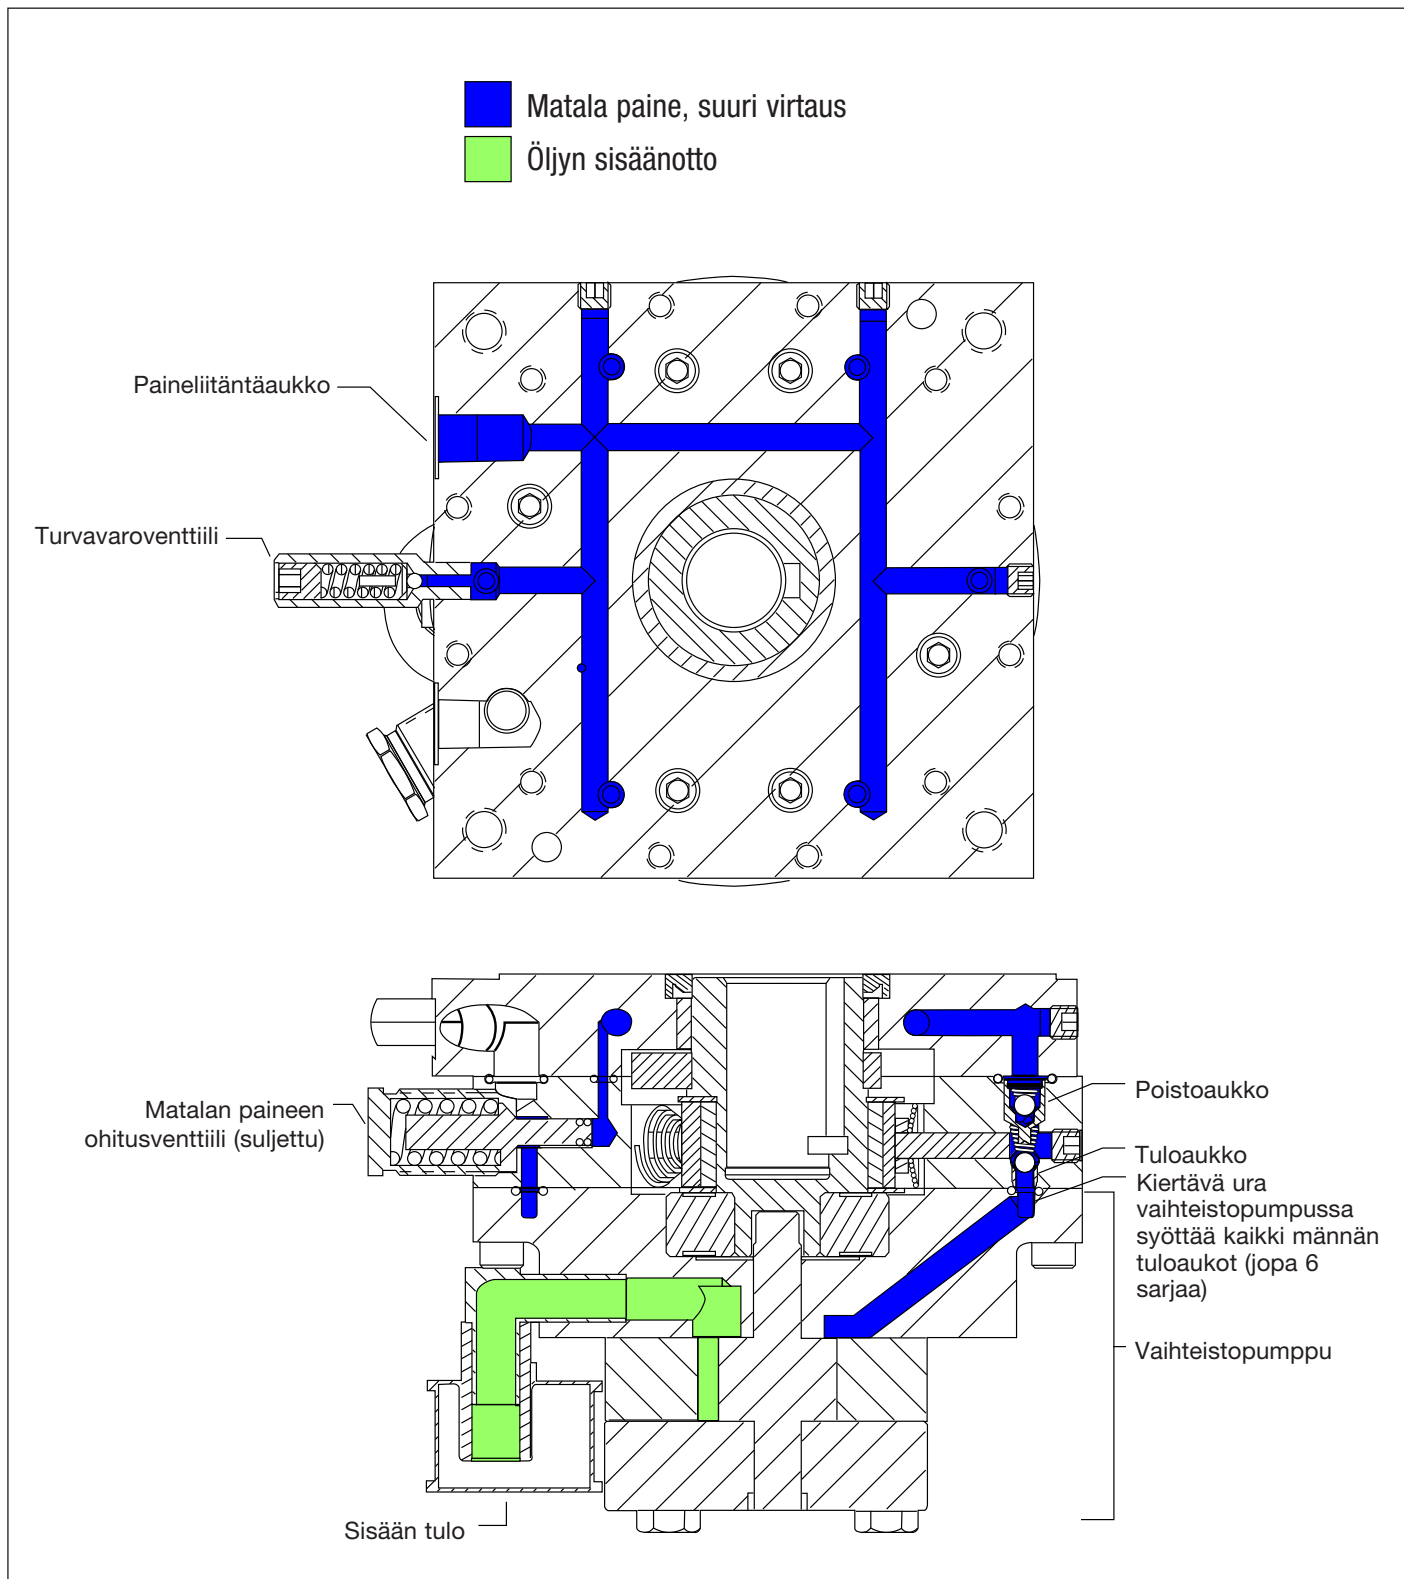 Matala paine, suuri virtaus
Öljyn sisäänotto
Paineliitäntäaukko
Turvavaroventtiili
Matalan paineen
ohitusventtiili (suljettu)
Poistoaukko
Tuloaukko
Kiertävä ura
vaihteistopumpussa
syöttää kaikki männän
tuloaukot (jopa 6
sarjaa)
Vaihteistopumppu
Sisään tulo